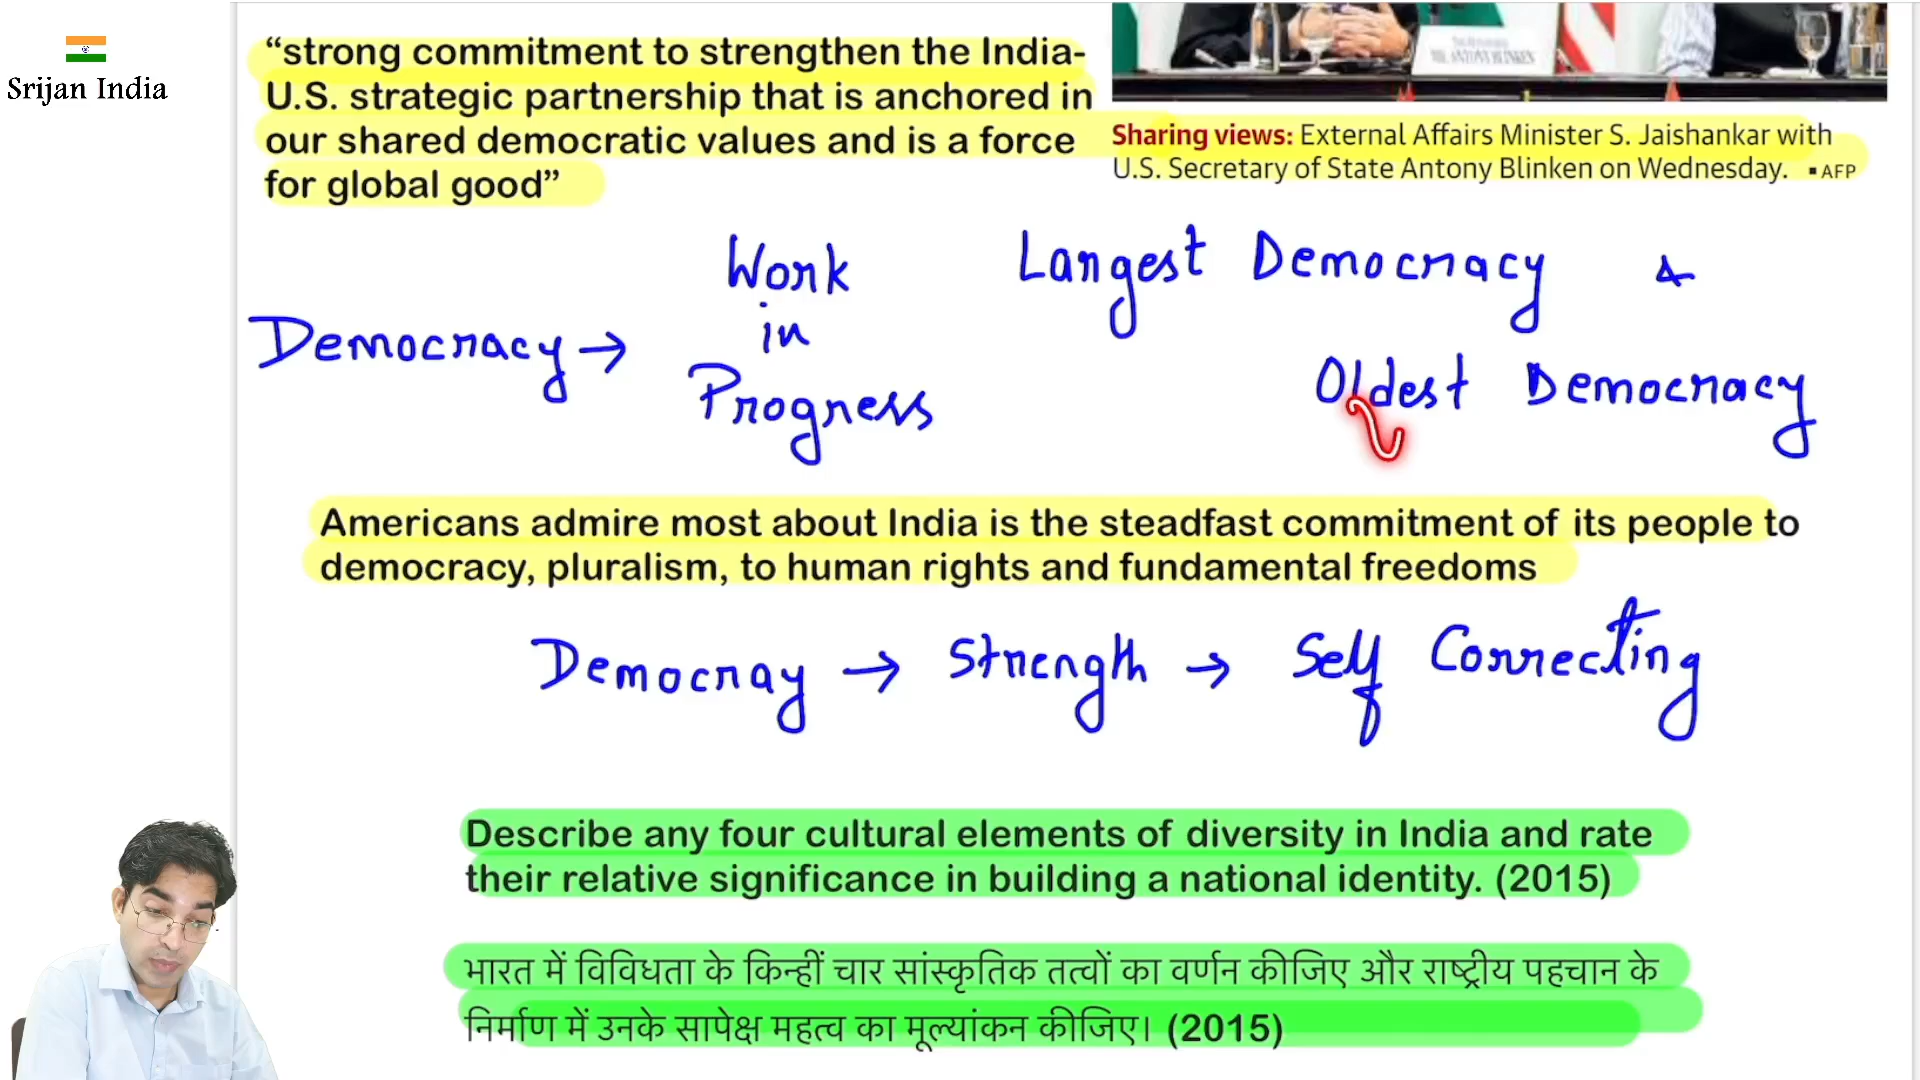 Srijan India
“strong commitment to strengthen the India-
U.S. strategic partnership that is anchored in
our shared democratic values and is a force
for global good”
Sharing views: External Affairs Minister S. Jaishankar with
U.S. Secretary of State Antony Blinken on Wednesday. ▪ AFP
Democracy →
Work
in
Progress
Largest Democracy &
Oldest Democracy
Americans admire most about India is the steadfast commitment of its people to
democracy, pluralism, to human rights and fundamental freedoms
Democray → Strength → Self Correcting
Describe any four cultural elements of diversity in India and rate
their relative significance in building a national identity. (2015)
भारत में विविधता के किन्हीं चार सांस्कृतिक तत्वों का वर्णन कीजिए और राष्ट्रीय पहचान के
निर्माण में उनके सापेक्ष महत्व का मूल्यांकन कीजिए। (2015)